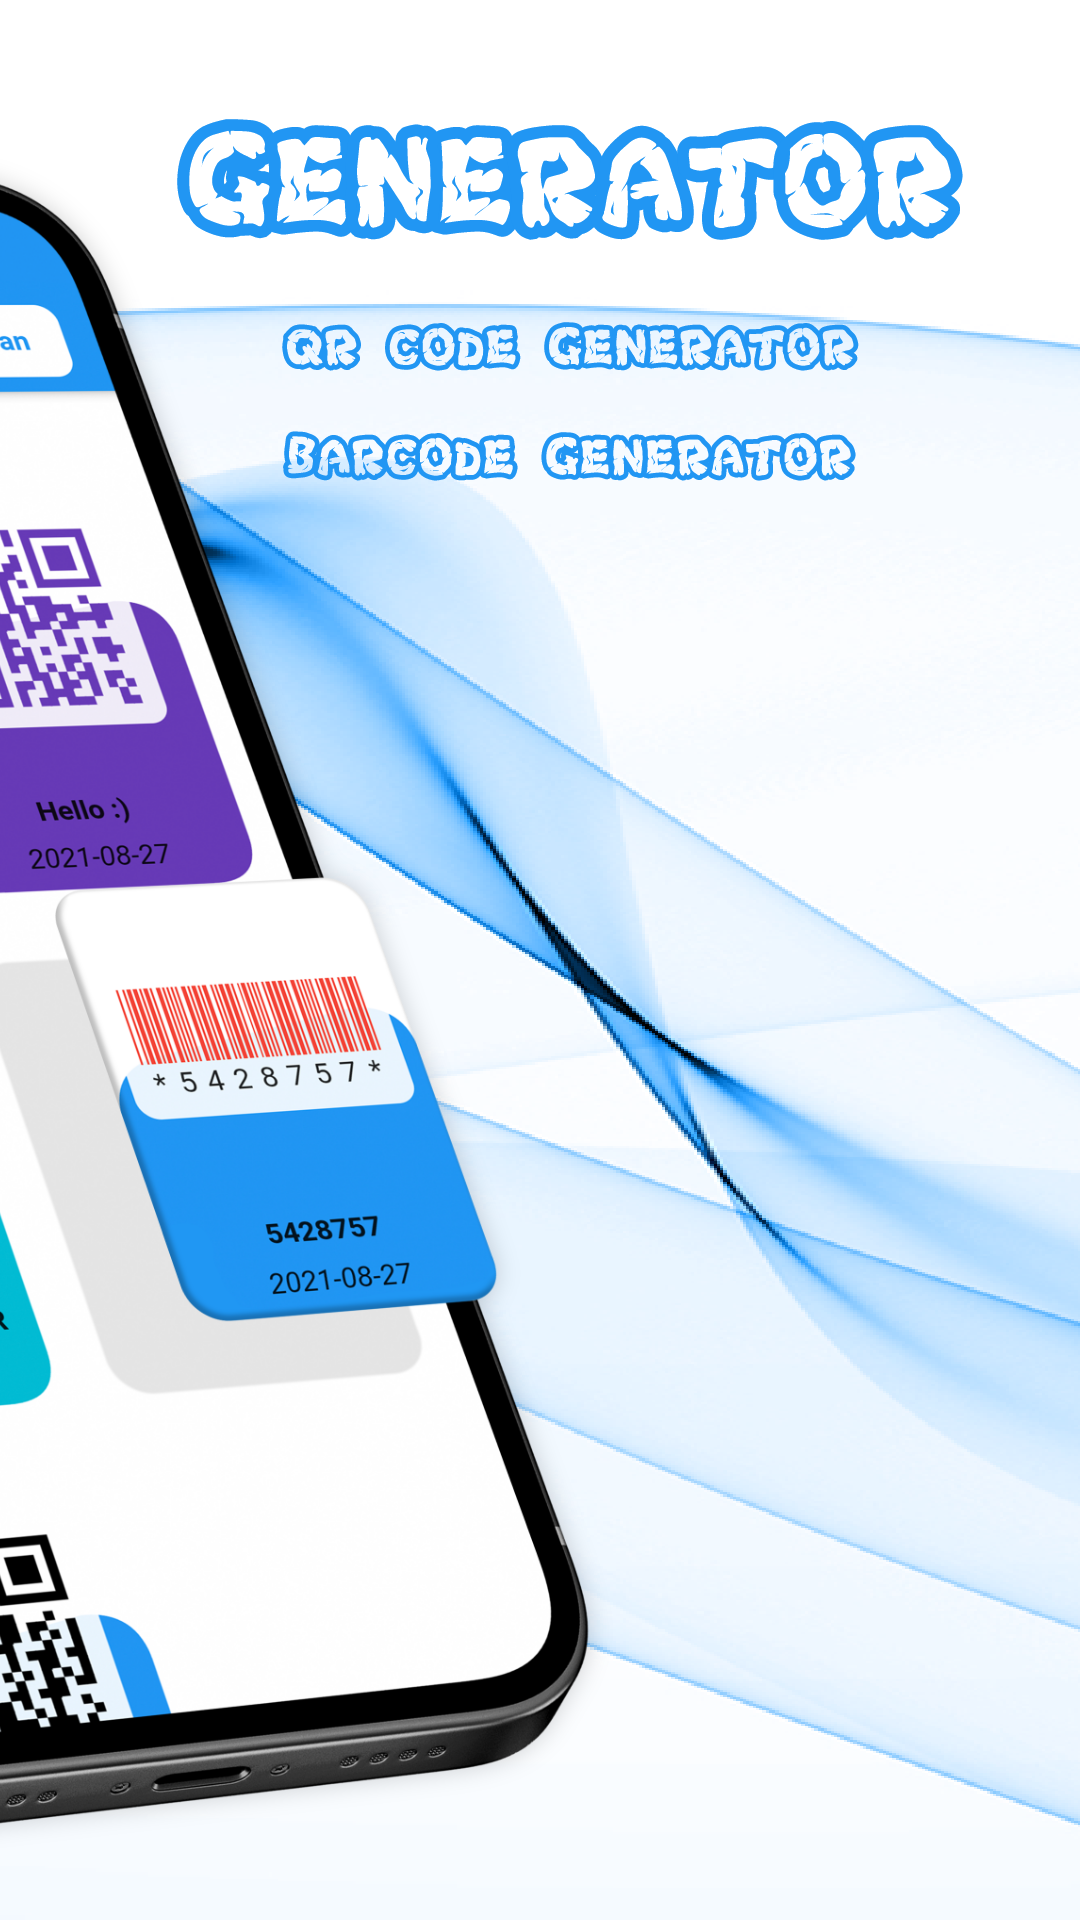 GENERATOR
QR CODE GENERATOR
BARCODE GENERATOR
an
Hello :)
2021-08-27
*5428757*
5428757
2021-08-27
R